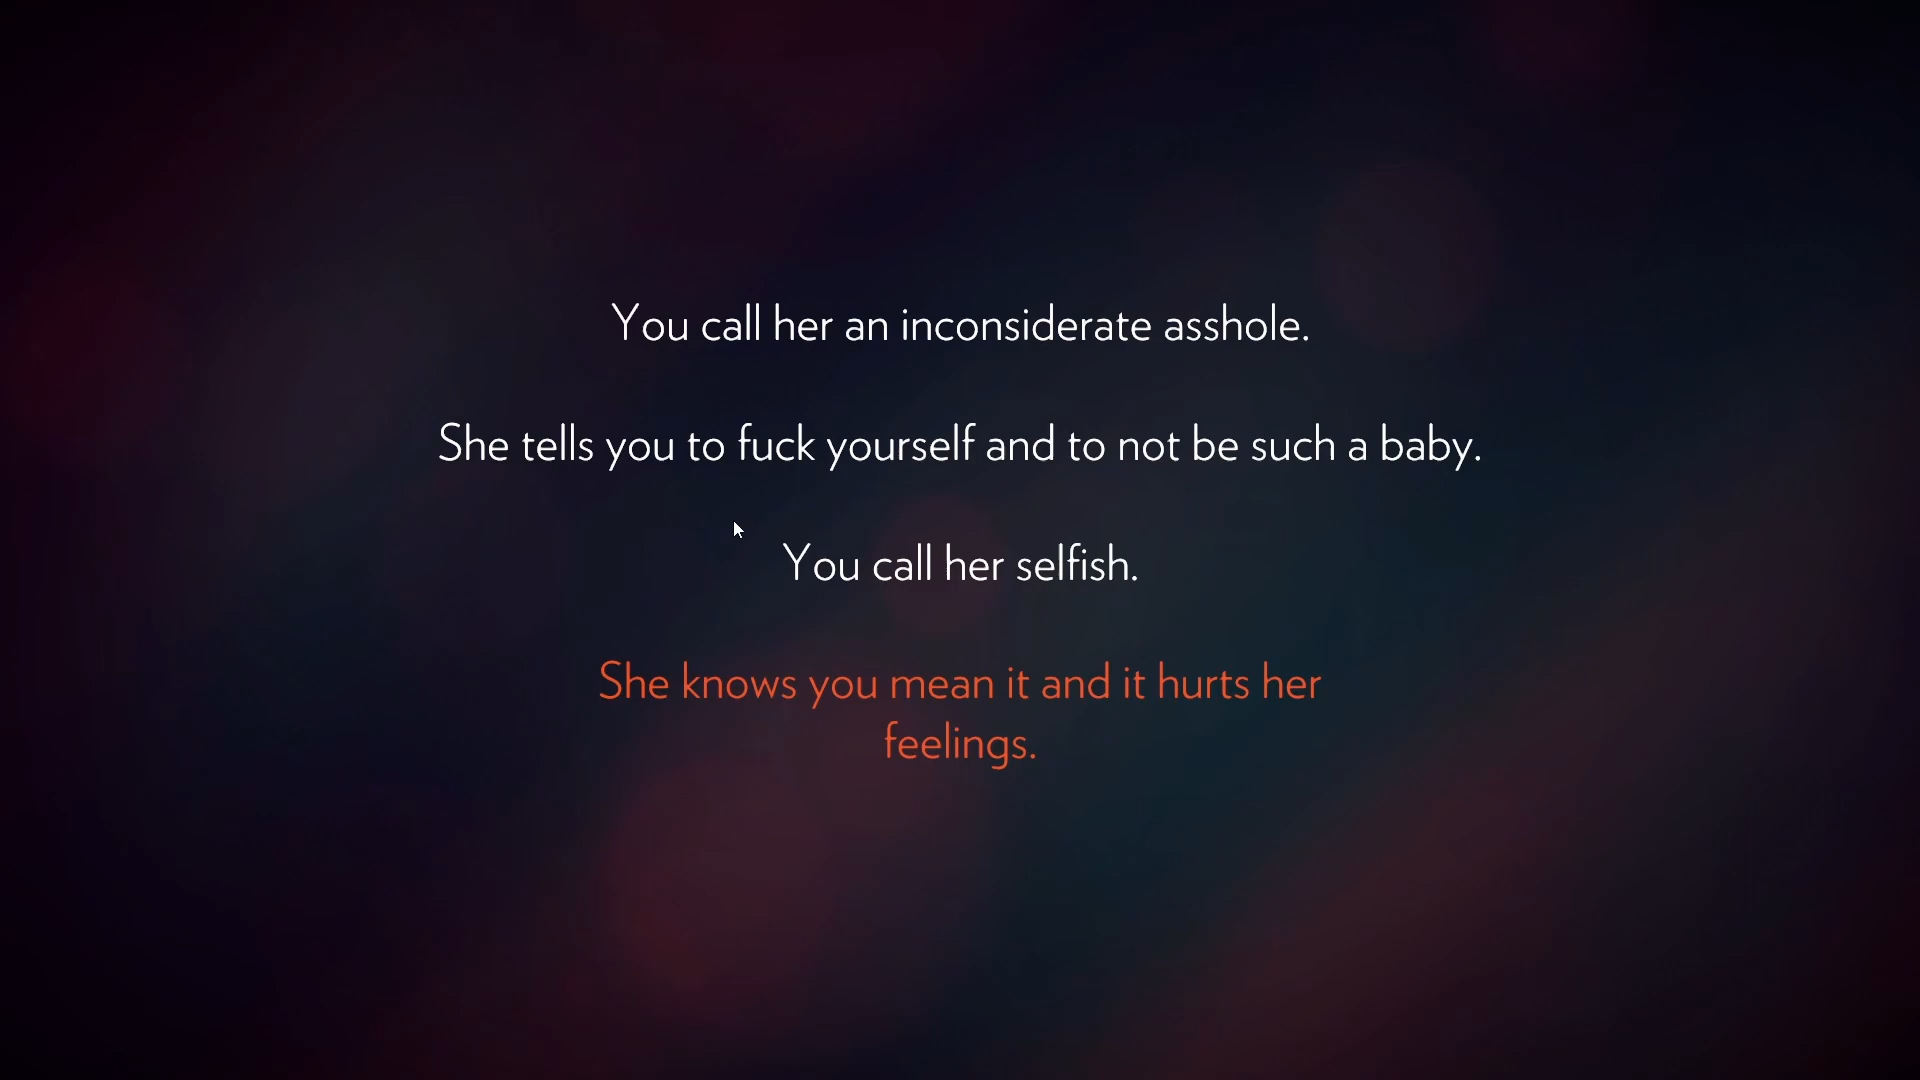 You call her an inconsiderate asshole.
She tells you to fuck yourself and to not be such a baby.
You call her selfish.
She knows you mean it and it hurts her
feelings.